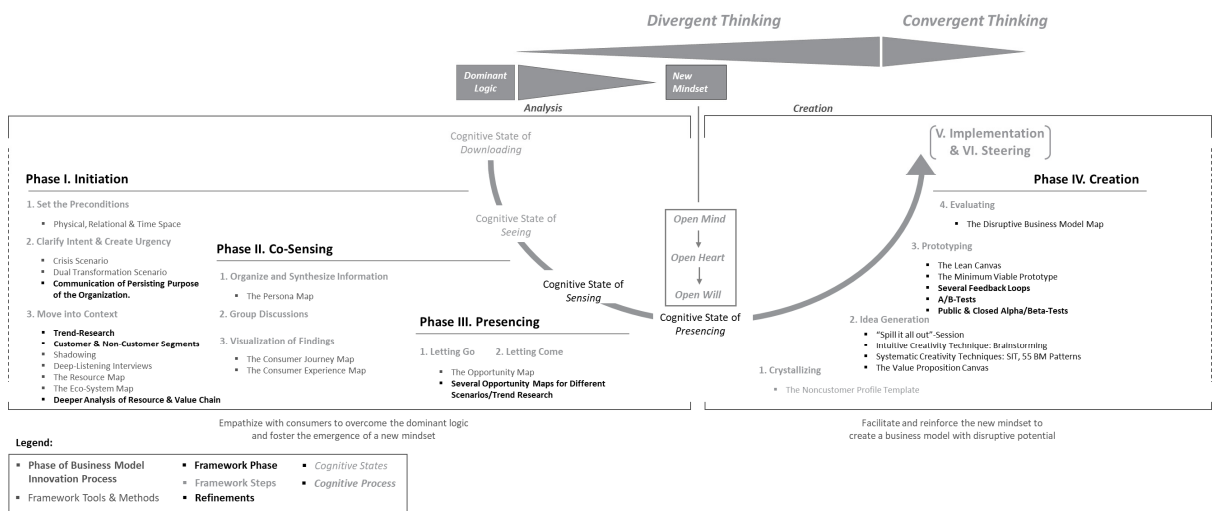 Divergent Thinking
Convergent Thinking
Dominant
Logic
New
Mindset
Analysis
Creation
Cognitive State of
Downloading
V. Implementation
& VI. Steering
Phase I. Initiation
1. Set the Preconditions
▪ Physical, Relational & Time Space
2. Clarify Intent & Create Urgency
▪ Crisis Scenario
▪ Dual Transformation Scenario
▪ Communication of Persisting Purpose
of the Organization.
3. Move into Context
▪ Trend-Research
▪ Customer & Non-Customer Segments
▪ Shadowing
▪ Deep-Listening Interviews
▪ The Resource Map
▪ The Eco-System Map
▪ Deeper Analysis of Resource & Value Chain
Cognitive State of
Seeing
Phase II. Co-Sensing
1. Organize and Synthesize Information
▪ The Persona Map
2. Group Discussions
3. Visualization of Findings
▪ The Consumer Journey Map
▪ The Consumer Experience Map
Cognitive State of
Sensing
Phase III. Presencing
1. Letting Go 2. Letting Come
▪ The Opportunity Map
▪ Several Opportunity Maps for Different
Scenarios/Trend Research
Open Mind
Open Heart
Open Will
Cognitive State of
Presencing
Phase IV. Creation
4. Evaluating
▪ The Disruptive Business Model Map
3. Prototyping
▪ The Lean Canvas
▪ The Minimum Viable Prototype
▪ Several Feedback Loops
▪ A/B-Tests
▪ Public & Closed Alpha/Beta-Tests
2. Idea Generation
▪ “Spill it all out”-Session
▪ Intuitive Creativity Technique: Brainstorming
▪ Systematic Creativity Techniques: SIT, 55 BM Patterns
▪ The Value Proposition Canvas
1. Crystallizing
▪ The Noncustomer Profile Template
Empathize with consumers to overcome the dominant logic
and foster the emergence of a new mindset
Facilitate and reinforce the new mindset to
create a business model with disruptive potential
Legend:
▪ Phase of Business Model
Innovation Process
▪ Framework Tools & Methods
▪ Framework Phase
▪ Framework Steps
▪ Refinements
▪ Cognitive States
▪ Cognitive Process